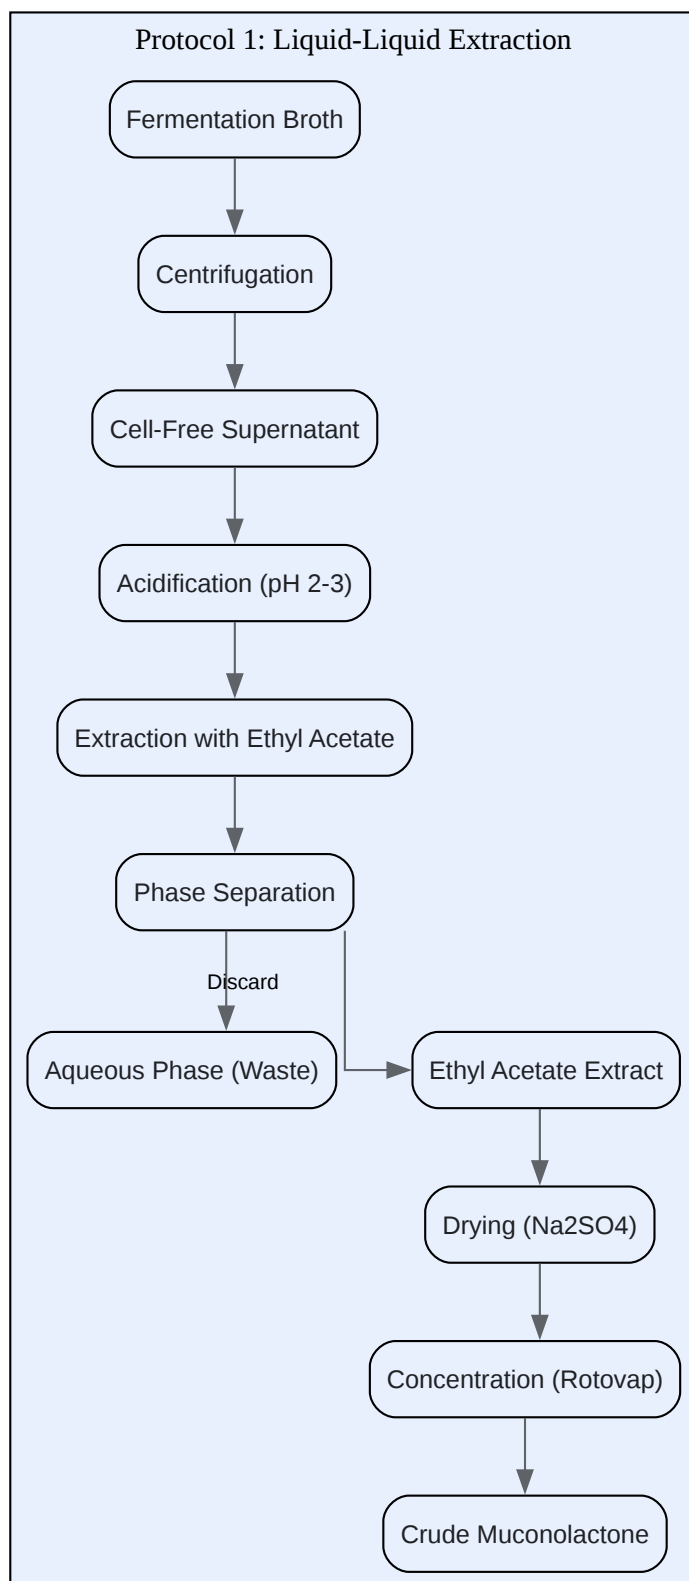 Protocol 1: Liquid-Liquid Extraction
Fermentation Broth
Centrifugation
Cell-Free Supernatant
Acidification (pH 2-3)
Extraction with Ethyl Acetate
Phase Separation
Discard
Aqueous Phase (Waste)
Ethyl Acetate Extract
Drying (Na2SO4)
Concentration (Rotovap)
Crude Muconolactone